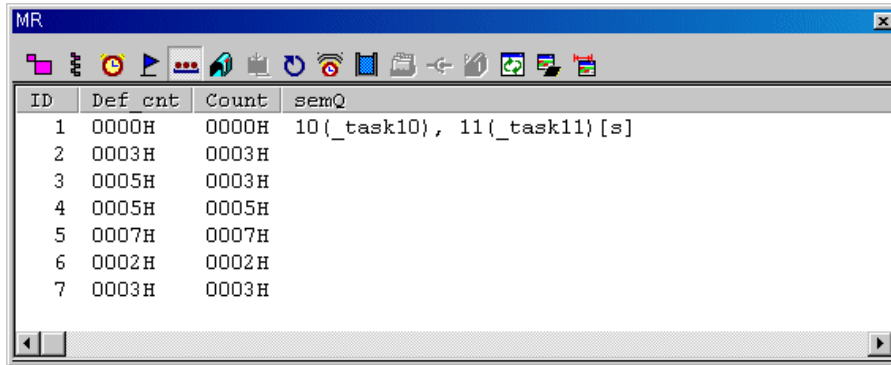 MR
ID Def_cnt Count semQ
1 0000H 0000H 10(_task10), 11(_task11)[s]
2 0003H 0003H
3 0005H 0003H
4 0005H 0005H
5 0007H 0007H
6 0002H 0002H
7 0003H 0003H